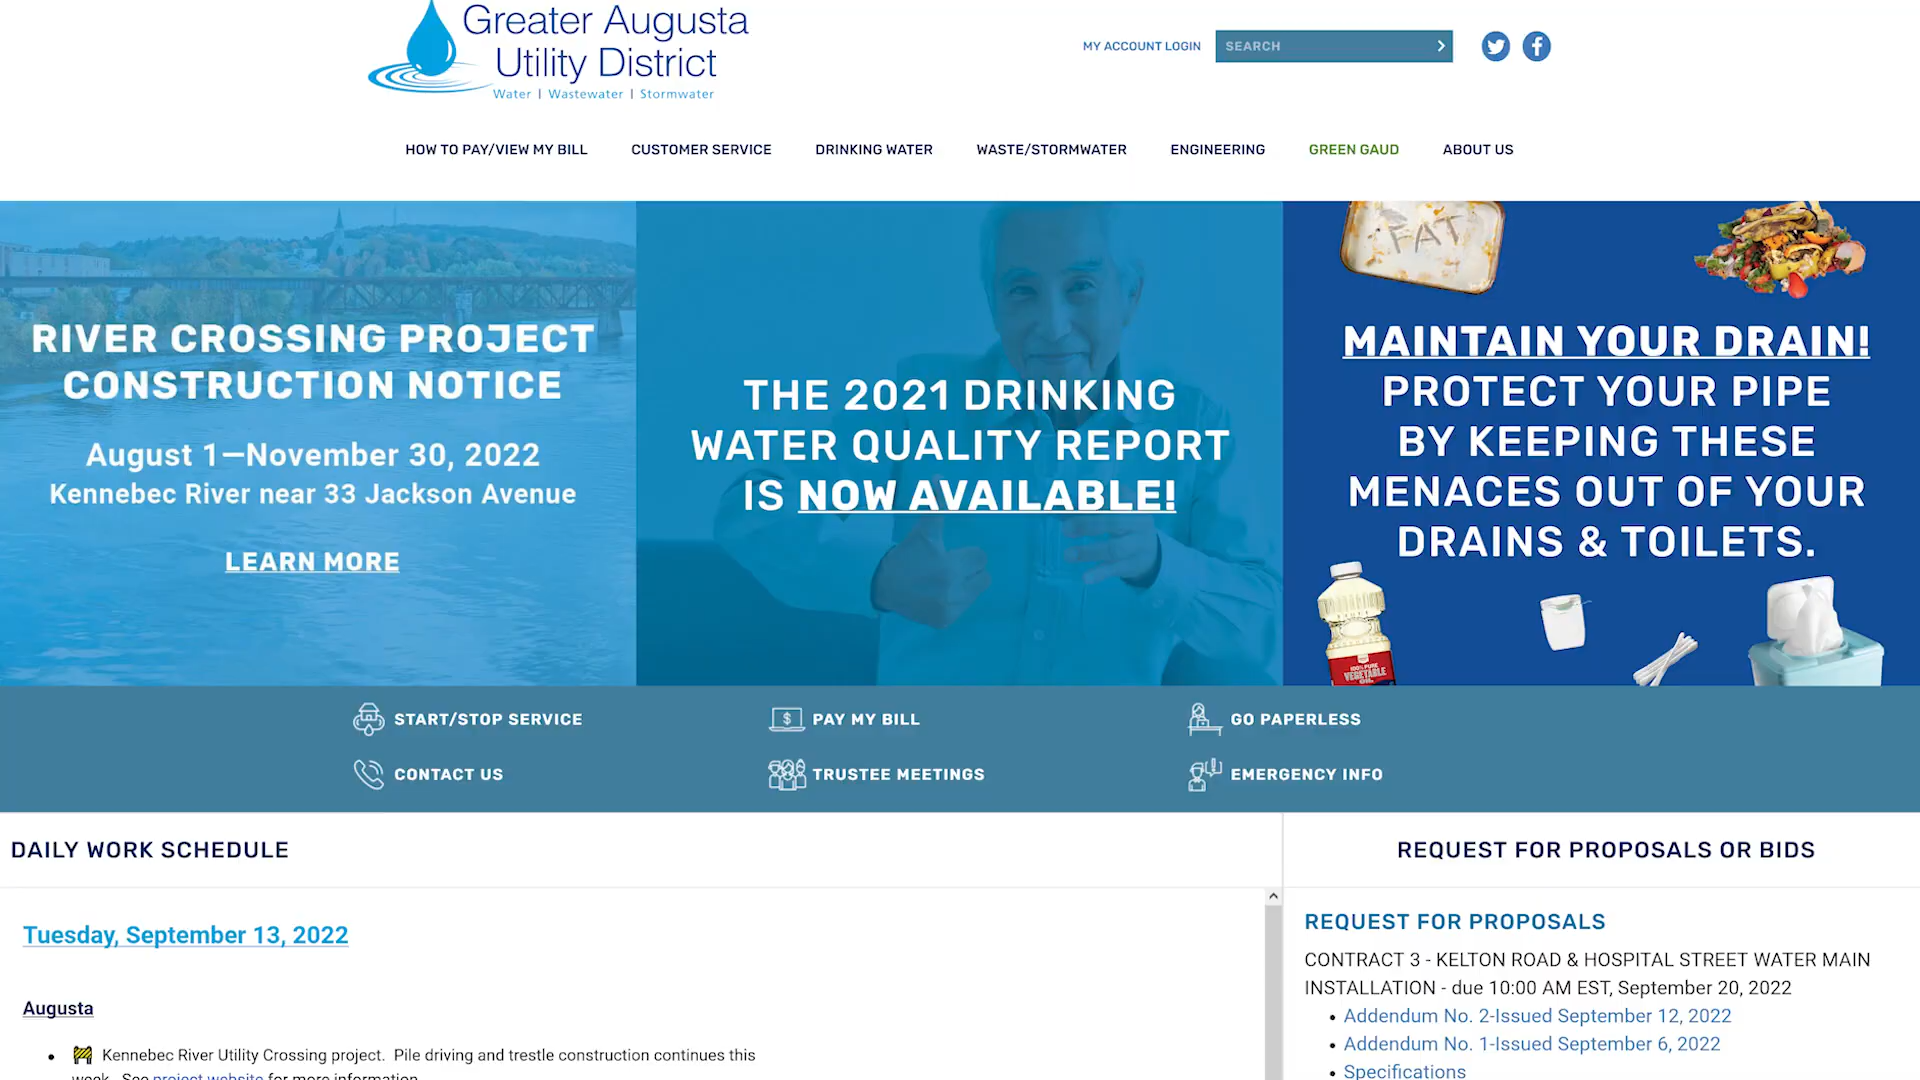 Greater Augusta
Utility District
Water | Wastewater | Stormwater
MY ACCOUNT LOGIN
SEARCH
HOW TO PAY/VIEW MY BILL
CUSTOMER SERVICE
DRINKING WATER
WASTE/STORMWATER
ENGINEERING
GREEN GAUD
ABOUT US
RIVER CROSSING PROJECT
CONSTRUCTION NOTICE
August 1—November 30, 2022
Kennebec River near 33 Jackson Avenue
LEARN MORE
THE 2021 DRINKING
WATER QUALITY REPORT
IS NOW AVAILABLE!
FAT
MAINTAIN YOUR DRAIN!
PROTECT YOUR PIPE
BY KEEPING THESE
MENACES OUT OF YOUR
DRAINS & TOILETS.
100% PURE
VEGETABLE
OIL
START/STOP SERVICE
PAY MY BILL
GO PAPERLESS
CONTACT US
TRUSTEE MEETINGS
EMERGENCY INFO
DAILY WORK SCHEDULE
Tuesday, September 13, 2022
Augusta
• 🚧 Kennebec River Utility Crossing project. Pile driving and trestle construction continues this
week. See project website for more information.
REQUEST FOR PROPOSALS OR BIDS
REQUEST FOR PROPOSALS
CONTRACT 3 - KELTON ROAD & HOSPITAL STREET WATER MAIN
INSTALLATION - due 10:00 AM EST, September 20, 2022
• Addendum No. 2-Issued September 12, 2022
• Addendum No. 1-Issued September 6, 2022
• Specifications